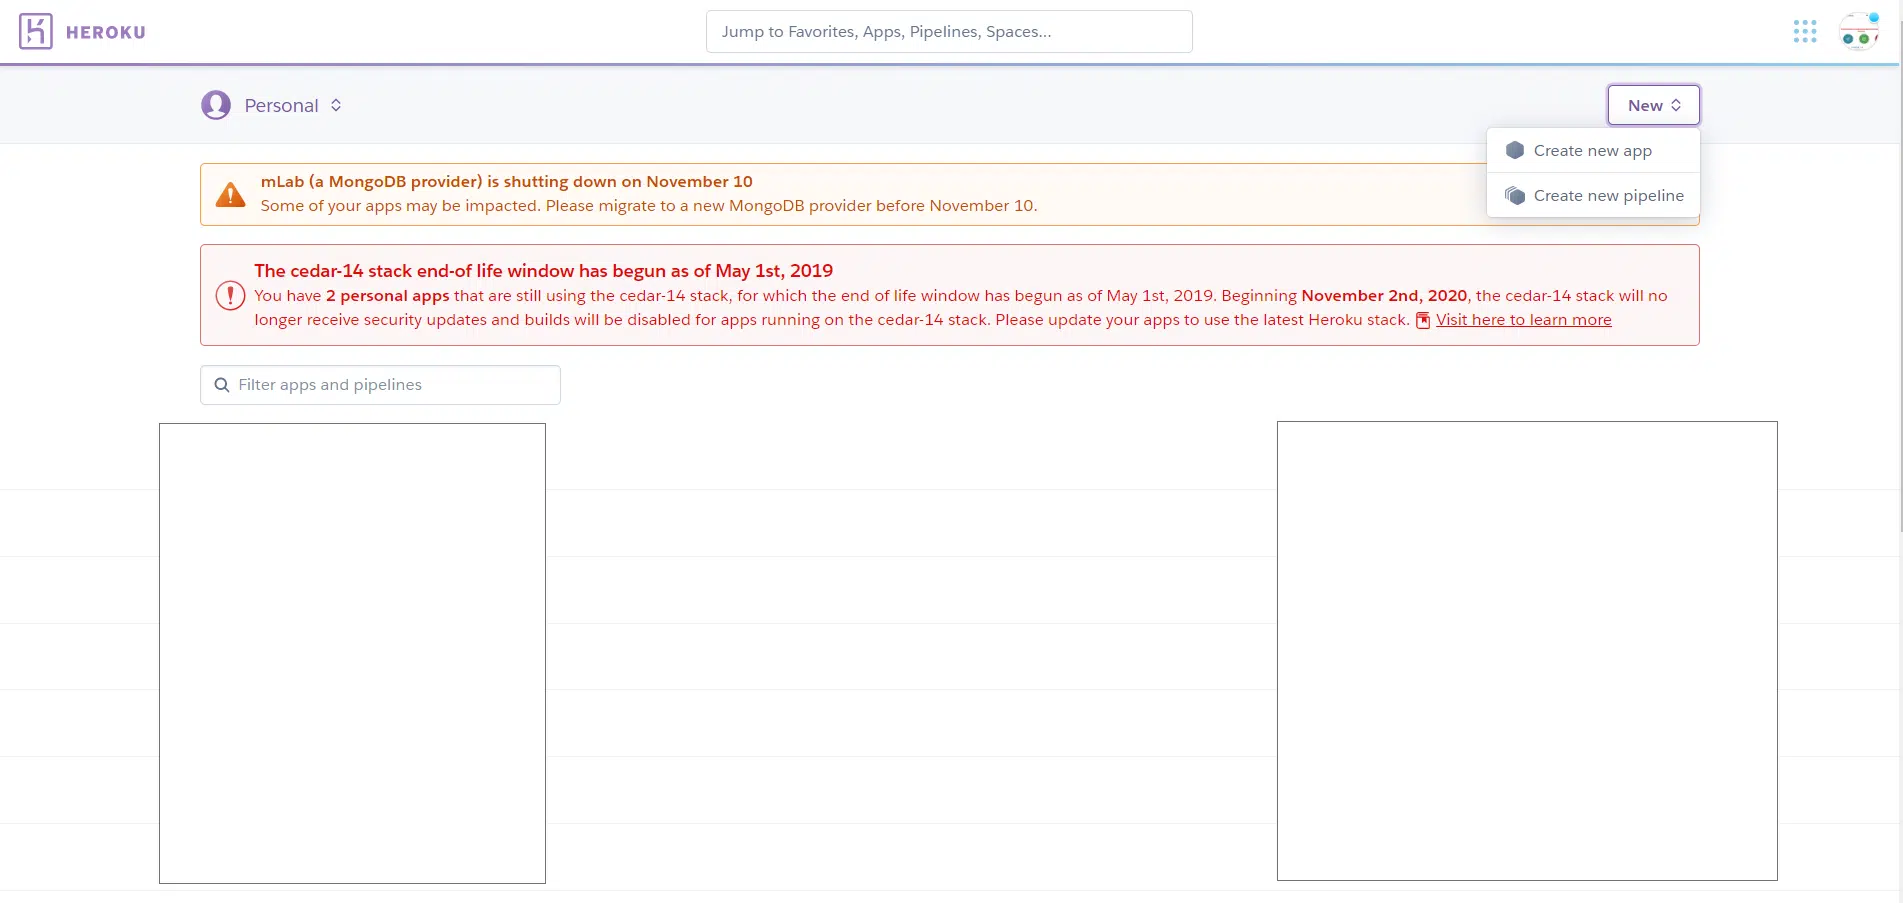 HEROKU
Jump to Favorites, Apps, Pipelines, Spaces...
Personal
New
Create new app
Create new pipeline
mLab (a MongoDB provider) is shutting down on November 10
Some of your apps may be impacted. Please migrate to a new MongoDB provider before November 10.
The cedar-14 stack end-of life window has begun as of May 1st, 2019
You have 2 personal apps that are still using the cedar-14 stack, for which the end of life window has begun as of May 1st, 2019. Beginning November 2nd, 2020, the cedar-14 stack will no
longer receive security updates and builds will be disabled for apps running on the cedar-14 stack. Please update your apps to use the latest Heroku stack. Visit here to learn more
Filter apps and pipelines